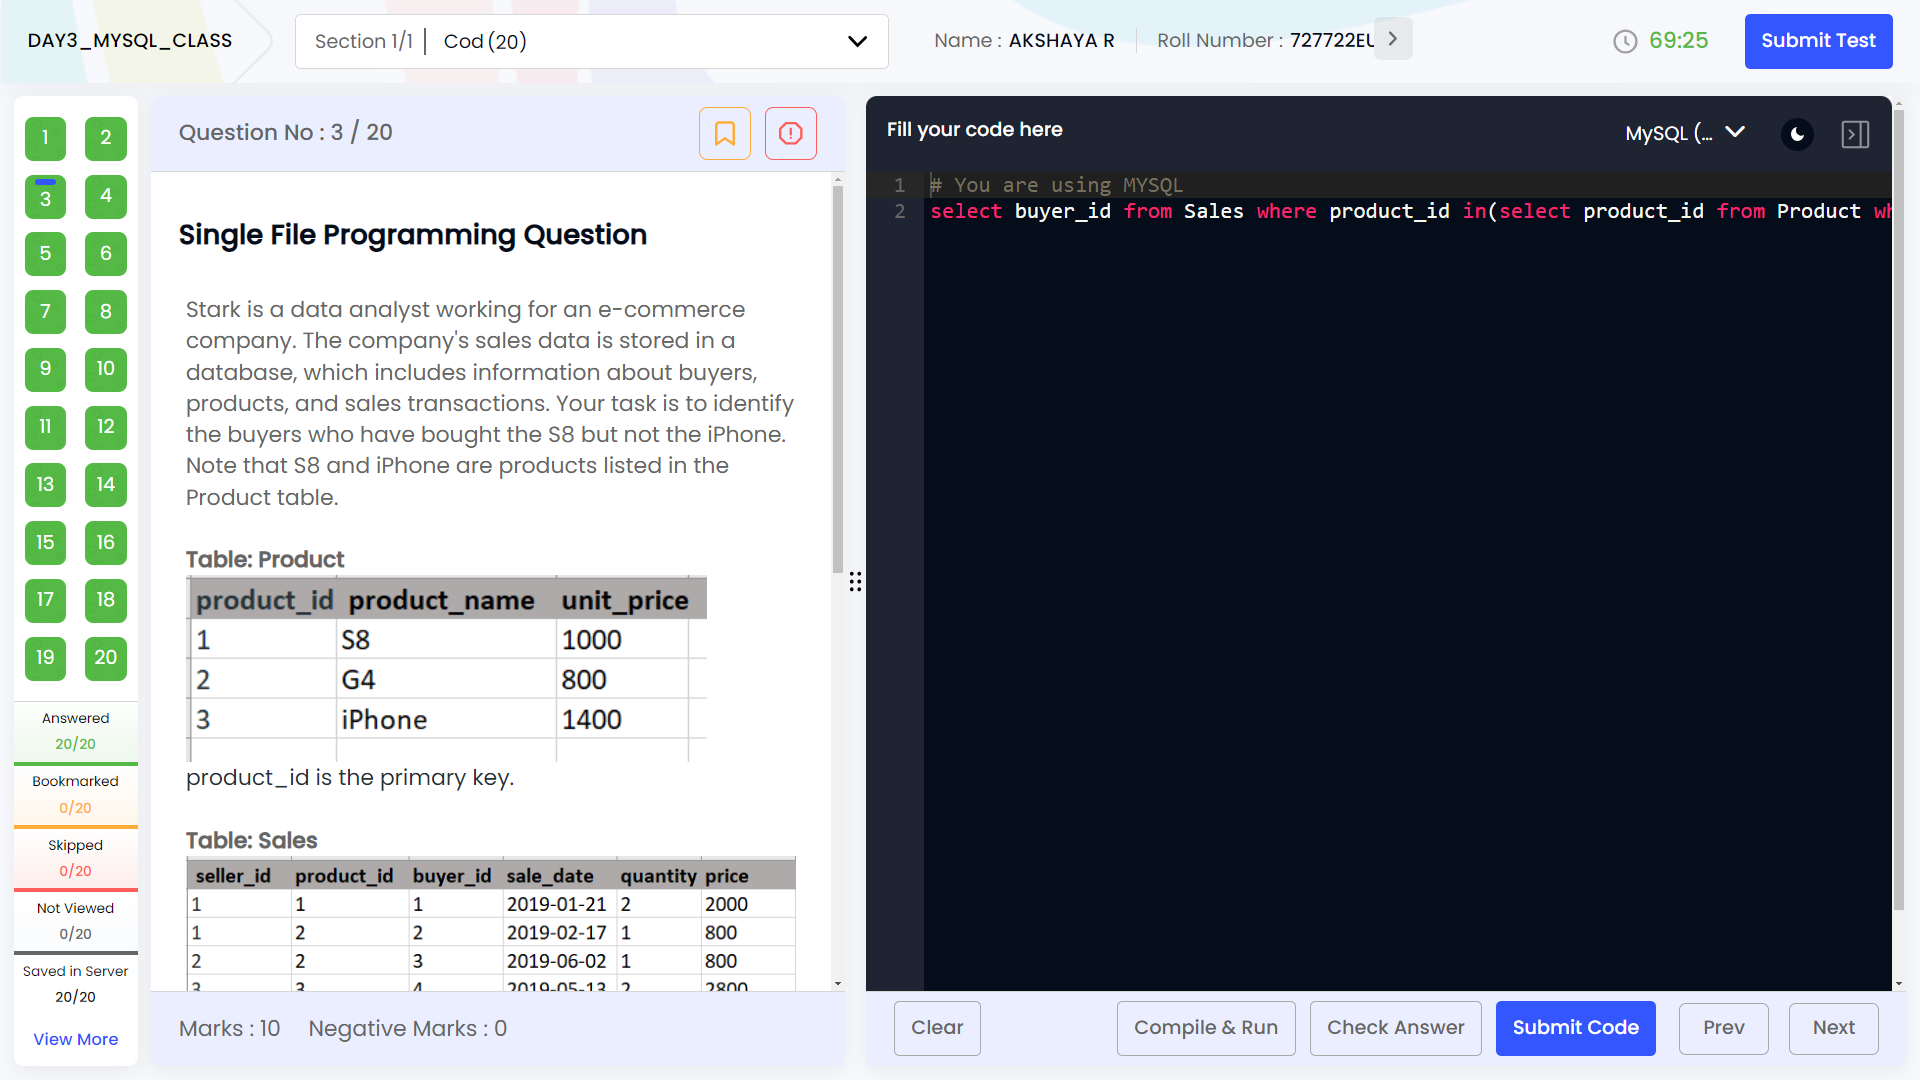 DAY3_MYSQL_CLASS
Section 1/1 | Cod (20)
Name : AKSHAYA R
Roll Number : 727722EU
69:25
Submit Test
1 2
3 4
5 6
7 8
9 10
11 12
13 14
15 16
17 18
19 20
Answered
20/20
Bookmarked
0/20
Skipped
0/20
Not Viewed
0/20
Saved in Server
20/20
View More
Question No : 3 / 20
Single File Programming Question
Stark is a data analyst working for an e-commerce
company. The company's sales data is stored in a
database, which includes information about buyers,
products, and sales transactions. Your task is to identify
the buyers who have bought the S8 but not the iPhone.
Note that S8 and iPhone are products listed in the
Product table.
Table: Product
product_id product_name unit_price
1 S8 1000
2 G4 800
3 iPhone 1400
product_id is the primary key.
Table: Sales
seller_id product_id buyer_id sale_date quantity price
1 1 1 2019-01-21 2 2000
1 2 2 2019-02-17 1 800
2 2 3 2019-06-02 1 800
3 3 4 2019-05-13 2 2800
Marks : 10 Negative Marks : 0
Fill your code here
MySQL (...
1 # You are using MYSQL
2 select buyer_id from Sales where product_id in(select product_id from Product wh
Clear
Compile & Run
Check Answer
Submit Code
Prev
Next